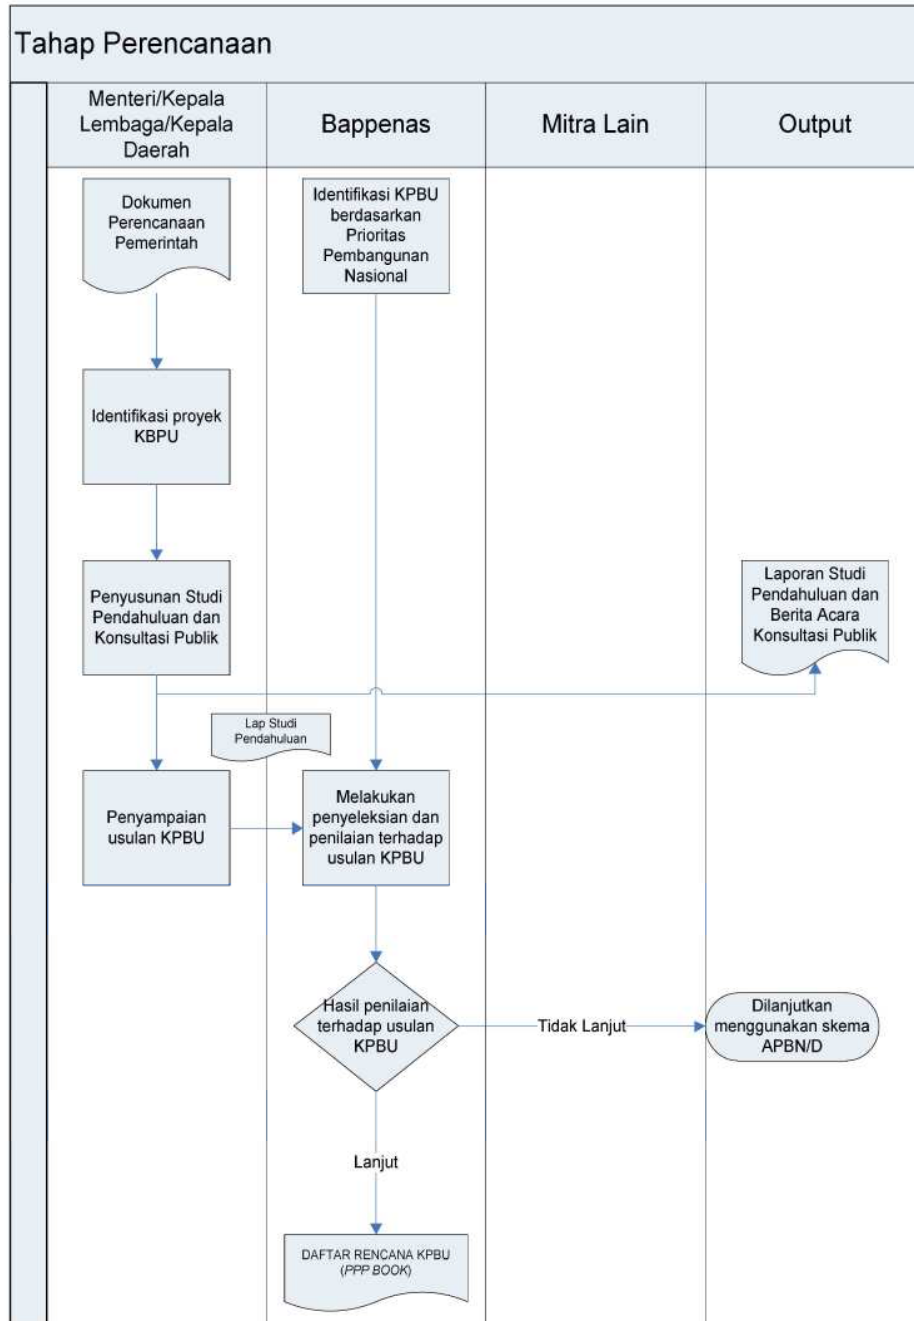 Tahap Perencanaan
Menteri/Kepala
Lembaga/Kepala
Daerah
Bappenas
Mitra Lain
Output
Dokumen
Perencanaan
Pemerintah
Identifikasi KPBU
berdasarkan
Prioritas
Pembangunan
Nasional
Identifikasi proyek
KBPU
Penyusunan Studi
Pendahuluan dan
Konsultasi Publik
Laporan Studi
Pendahuluan dan
Berita Acara
Konsultasi Publik
Lap Studi
Pendahuluan
Penyampaian
usulan KPBU
Melakukan
penyeleksian dan
penilaian terhadap
usulan KPBU
Hasil penilaian
terhadap usulan
KPBU
Tidak Lanjut
Dilanjutkan
menggunakan skema
APBN/D
Lanjut
DAFTAR RENCANA KPBU
(PPP BOOK)